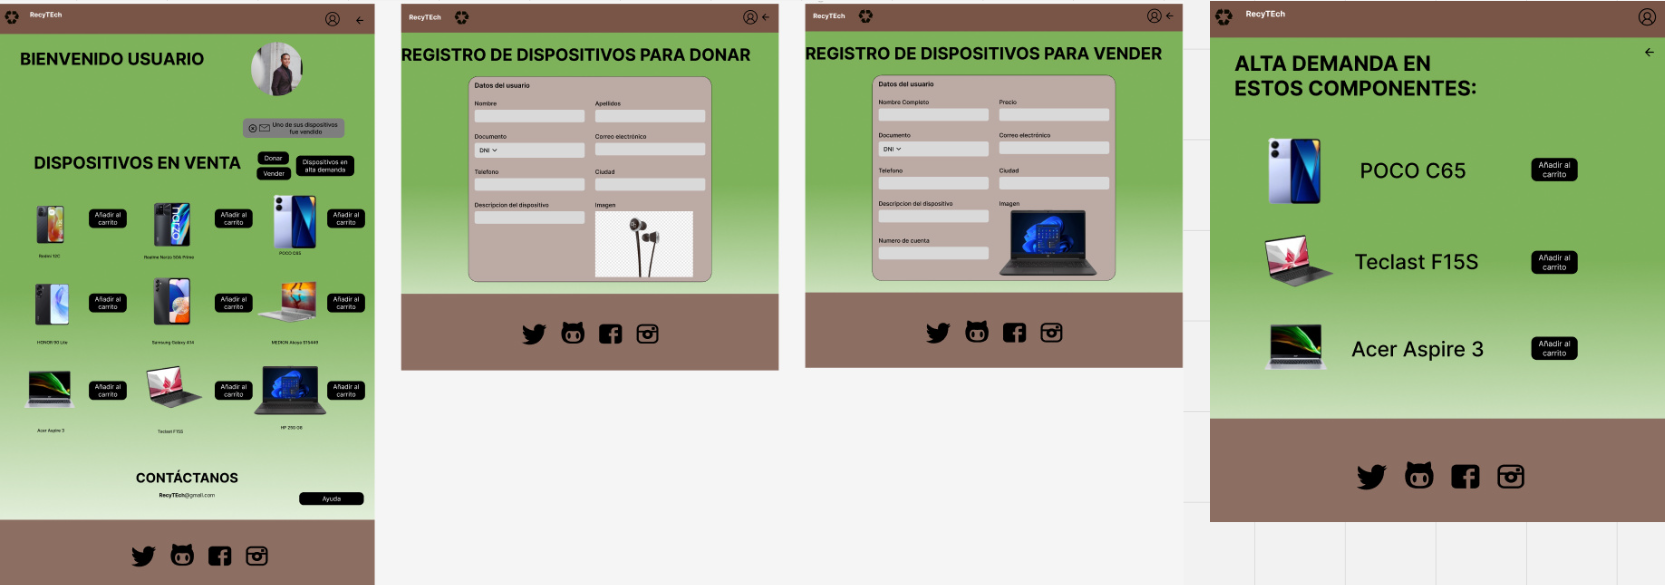 RecyTEch
BIENVENIDO USUARIO
Uno de sus dispositivos
fue vendido
DISPOSITIVOS EN VENTA
Donar
Vender
Dispositivos en
alta demanda
Añadir al
carrito
Añadir al
carrito
Añadir al
carrito
Realme Narzo 50A Prime
POCO C65
Añadir al
carrito
Añadir al
carrito
Añadir al
carrito
HONOR 90 Lite
Samsung Galaxy A14
MEDION Akoya
Añadir al
carrito
Añadir al
carrito
Añadir al
carrito
Acer Aspire 3
Teclast F15S
HP 250 G8
CONTÁCTANOS
RecyTEch@gmail.com
Ayuda
RecyTEch
REGISTRO DE DISPOSITIVOS PARA DONAR
Datos del usuario
Nombre
Apellidos
Documento
Correo electrónico
DNI
Telefono
Ciudad
Descripcion del dispositivo
Imagen
RecyTEch
REGISTRO DE DISPOSITIVOS PARA VENDER
Datos del usuario
Nombre Completo
Precio
Documento
Correo electrónico
DNI
Telefono
Ciudad
Descripcion del dispositivo
Imagen
Numero de cuenta
RecyTEch
ALTA DEMANDA EN
ESTOS COMPONENTES:
POCO C65
Añadir al
carrito
Teclast F15S
Añadir al
carrito
Acer Aspire 3
Añadir al
carrito